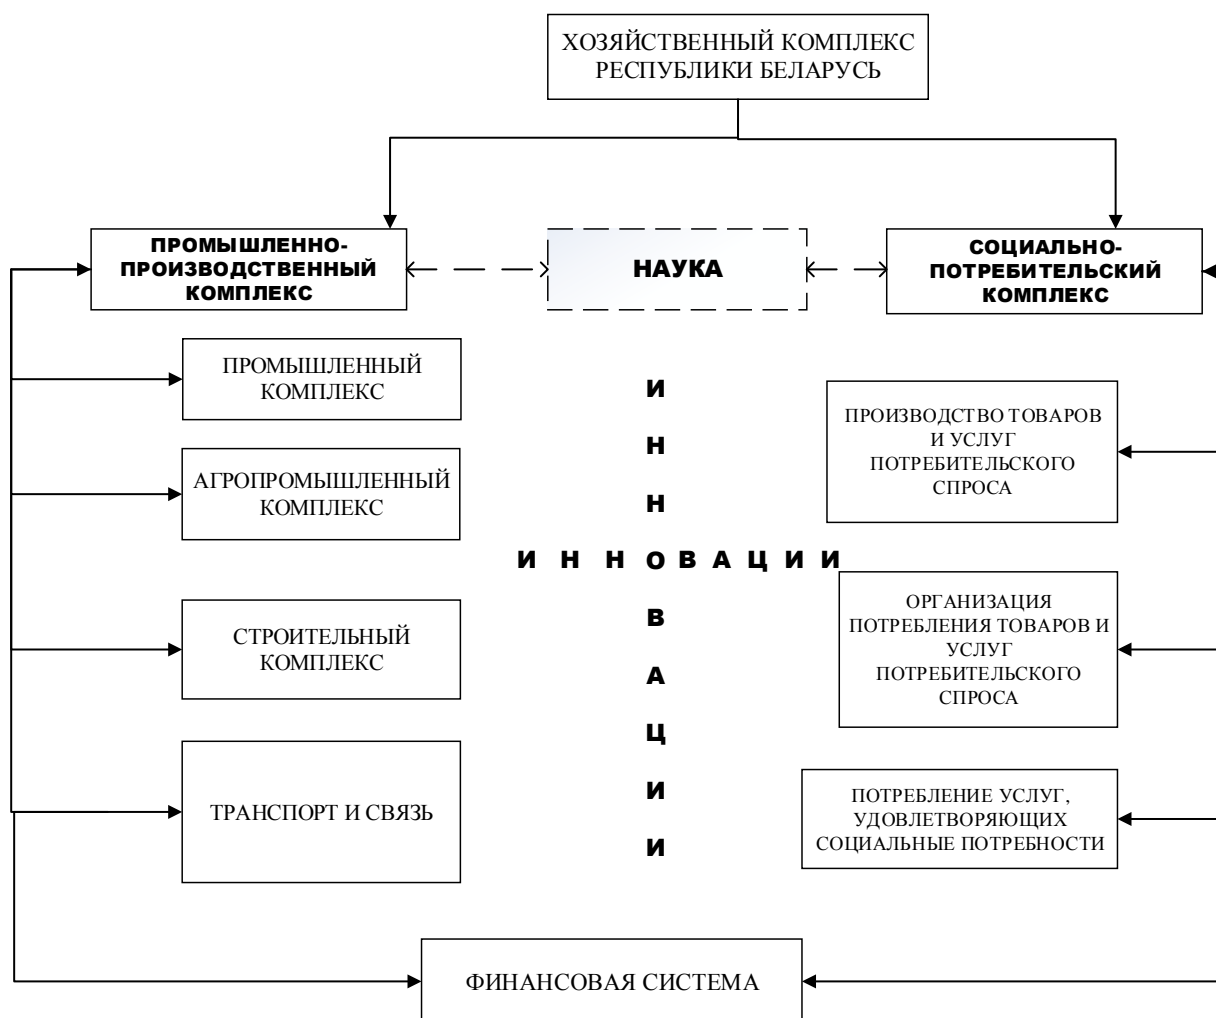 ХОЗЯЙСТВЕННЫЙ КОМПЛЕКС
РЕСПУБЛИКИ БЕЛАРУСЬ
ПРОМЫШЛЕННО-
ПРОИЗВОДСТВЕННЫЙ
КОМПЛЕКС
НАУКА
СОЦИАЛЬНО-
ПОТРЕБИТЕЛЬСКИЙ
КОМПЛЕКС
ПРОМЫШЛЕННЫЙ
КОМПЛЕКС
АГРОПРОМЫШЛЕННЫЙ
КОМПЛЕКС
СТРОИТЕЛЬНЫЙ
КОМПЛЕКС
ТРАНСПОРТ И СВЯЗЬ
И
Н
Н
И Н Н О В А Ц И И
В
А
Ц
И
И
ПРОИЗВОДСТВО ТОВАРОВ
И УСЛУГ
ПОТРЕБИТЕЛЬСКОГО
СПРОСА
ОРГАНИЗАЦИЯ
ПОТРЕБЛЕНИЯ ТОВАРОВ И
УСЛУГ
ПОТРЕБИТЕЛЬСКОГО
СПРОСА
ПОТРЕБЛЕНИЕ УСЛУГ,
УДОВЛЕТВОРЯЮЩИХ
СОЦИАЛЬНЫЕ ПОТРЕБНОСТИ
ФИНАНСОВАЯ СИСТЕМА